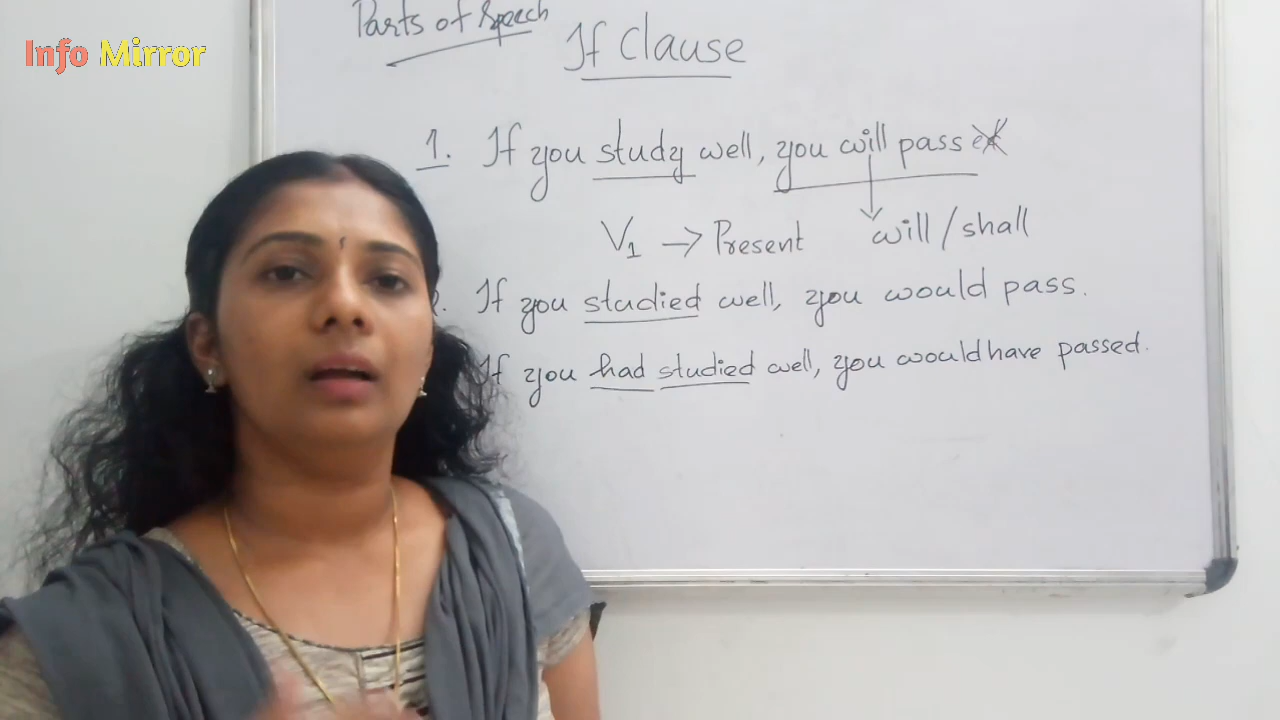 Info Mirror
Parts of Speech
If Clause
1. If you study well, you will pass
V1 → Present will / shall
If you studied well, you would pass.
If you had studied well, you would have passed.